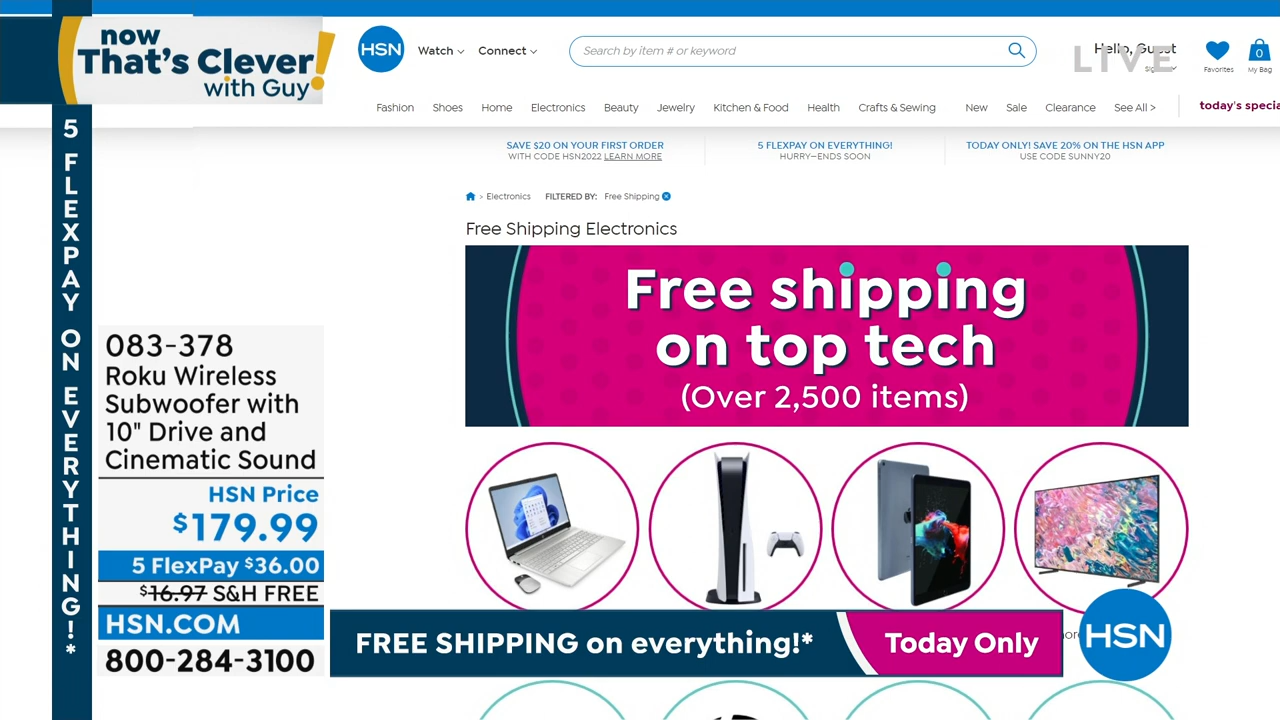 now
That's Clever!
with Guy
5 FLEXPAY ON EVERYTHING!*
083-378
Roku Wireless
Subwoofer with
10" Drive and
Cinematic Sound
HSN Price
$179.99
5 FlexPay $36.00
$16.97 S&H FREE
HSN.COM
800-284-3100
HSN
Watch
Connect
Search by item # or keyword
Hello, Guest
LIVE
Favorites
0
My Bag
Fashion
Shoes
Home
Electronics
Beauty
Jewelry
Kitchen & Food
Health
Crafts & Sewing
New
Sale
Clearance
See All >
today's specia
SAVE $20 ON YOUR FIRST ORDER
WITH CODE HSN2022 LEARN MORE
5 FLEXPAY ON EVERYTHING!
HURRY–ENDS SOON
TODAY ONLY! SAVE 20% ON THE HSN APP
USE CODE SUNNY20
> Electronics FILTERED BY: Free Shipping
Free Shipping Electronics
Free shipping
on top tech
(Over 2,500 items)
FREE SHIPPING on everything!*
Today Only
HSN